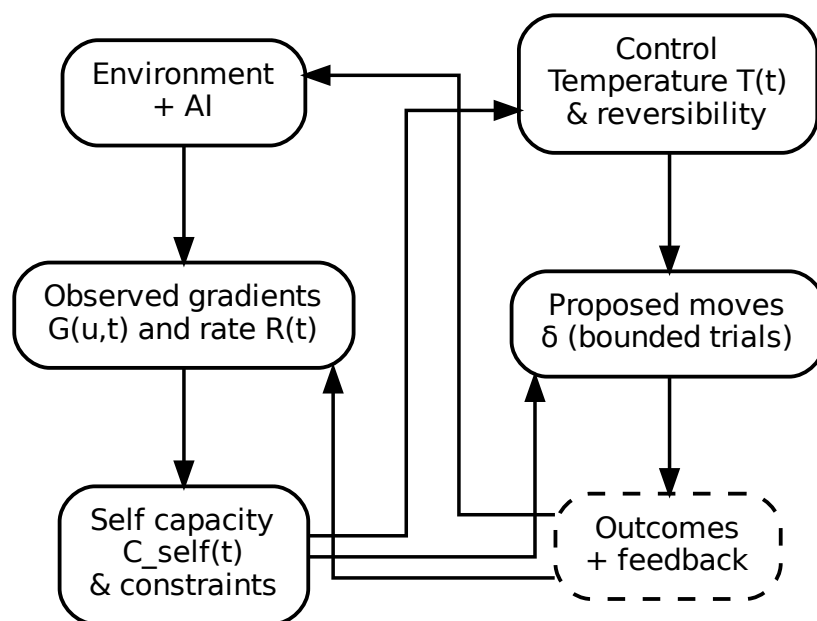 Environment
+ AI
Observed gradients
G(u,t) and rate R(t)
Self capacity
C_self(t)
& constraints
Control
Temperature T(t)
& reversibility
Proposed moves
δ (bounded trials)
Outcomes
+ feedback